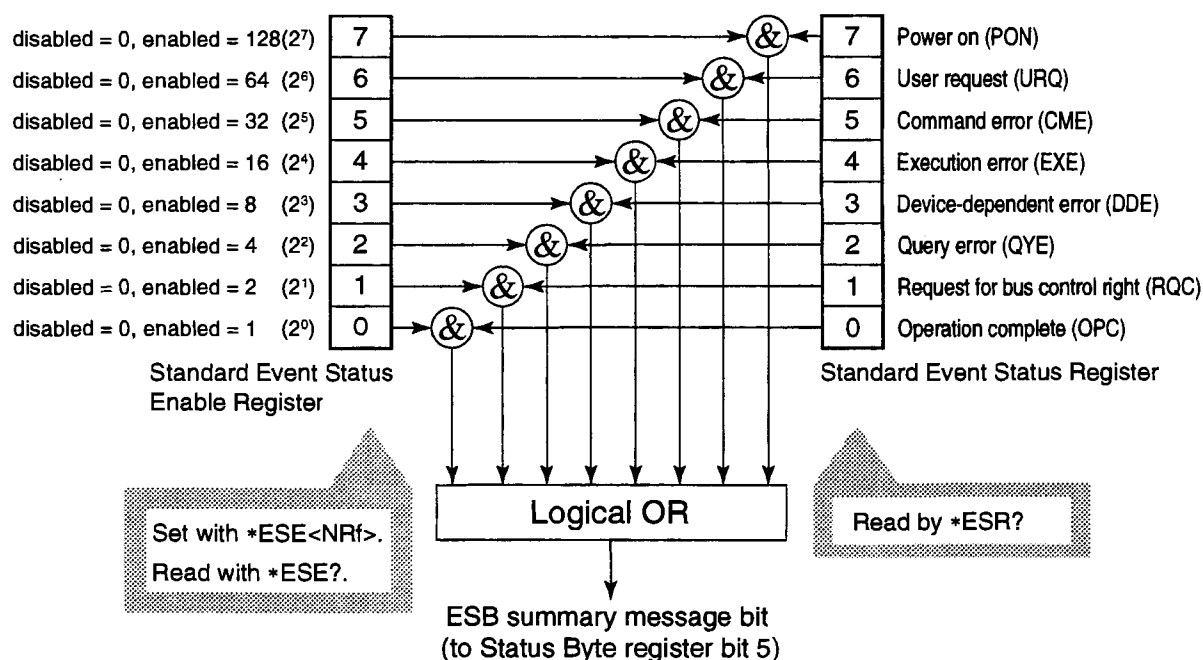 disabled = 0, enabled = 128(2⁷) 7 & 7 Power on (PON)
disabled = 0, enabled = 64 (2⁶) 6 & 6 User request (URQ)
disabled = 0, enabled = 32 (2⁵) 5 & 5 Command error (CME)
disabled = 0, enabled = 16 (2⁴) 4 & 4 Execution error (EXE)
disabled = 0, enabled = 8 (2³) 3 & 3 Device-dependent error (DDE)
disabled = 0, enabled = 4 (2²) 2 & 2 Query error (QYE)
disabled = 0, enabled = 2 (2¹) 1 & 1 Request for bus control right (RQC)
disabled = 0, enabled = 1 (2⁰) 0 & 0 Operation complete (OPC)
Standard Event Status
Enable Register
Standard Event Status Register
Set with *ESE<NRf>.
Read with *ESE?.
Logical OR
Read by *ESR?
ESB summary message bit
(to Status Byte register bit 5)